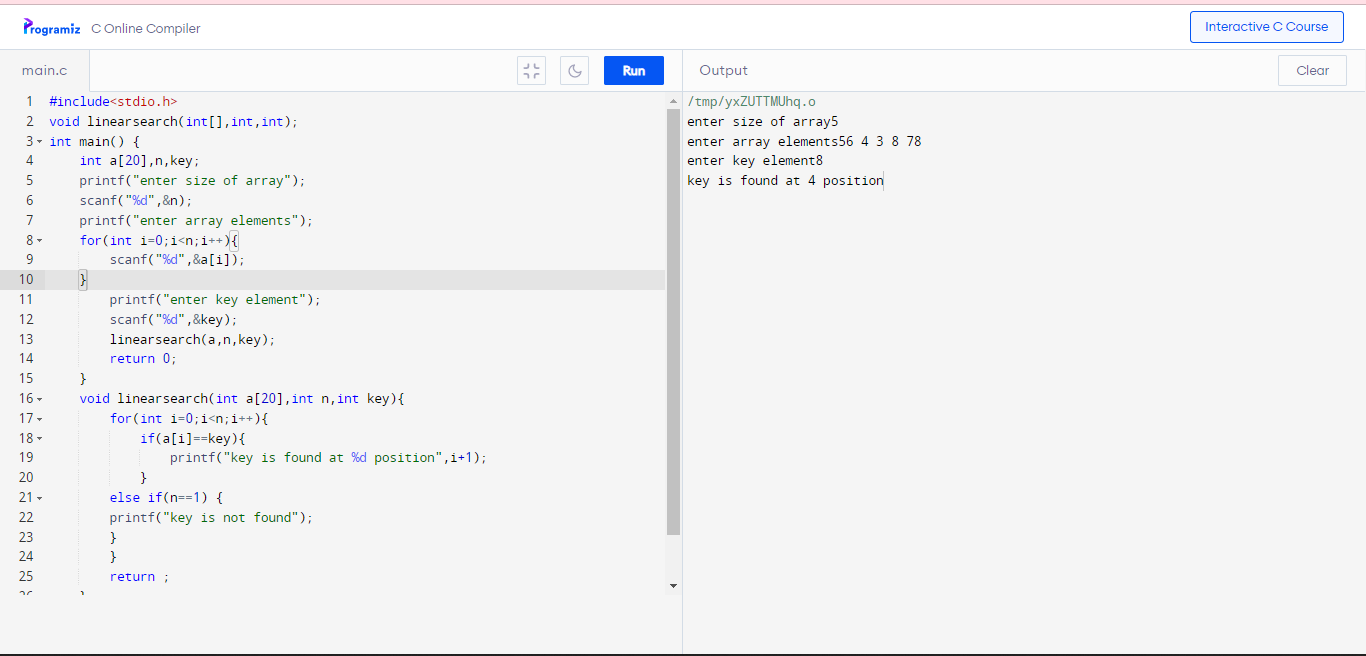 Programiz C Online Compiler
Interactive C Course
main.c
Run
Output
Clear
1 #include<stdio.h>
2 void linearsearch(int[],int,int);
3 int main() {
4     int a[20],n,key;
5     printf("enter size of array");
6     scanf("%d",&n);
7     printf("enter array elements");
8     for(int i=0;i<n;i++){
9         scanf("%d",&a[i]);
10     }
11         printf("enter key element");
12         scanf("%d",&key);
13         linearsearch(a,n,key);
14         return 0;
15     }
16     void linearsearch(int a[20],int n,int key){
17         for(int i=0;i<n;i++){
18             if(a[i]==key){
19                 printf("key is found at %d position",i+1);
20             }
21         else if(n==1) {
22         printf("key is not found");
23         }
24         }
25         return ;
26     }
/tmp/yxZUTTMUhq.o
enter size of array5
enter array elements56 4 3 8 78
enter key element8
key is found at 4 position